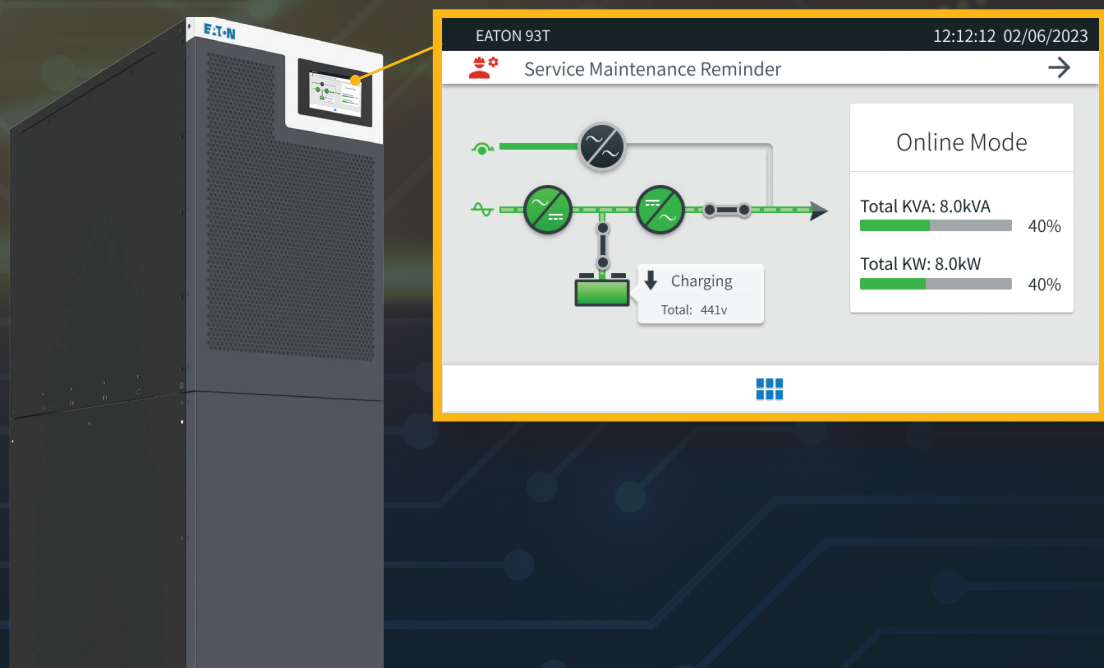 EATON
EATON 93T
12:12:12 02/06/2023
Service Maintenance Reminder
Online Mode
Total KVA: 8.0kVA
40%
Total KW: 8.0kW
40%
Charging
Total: 441v